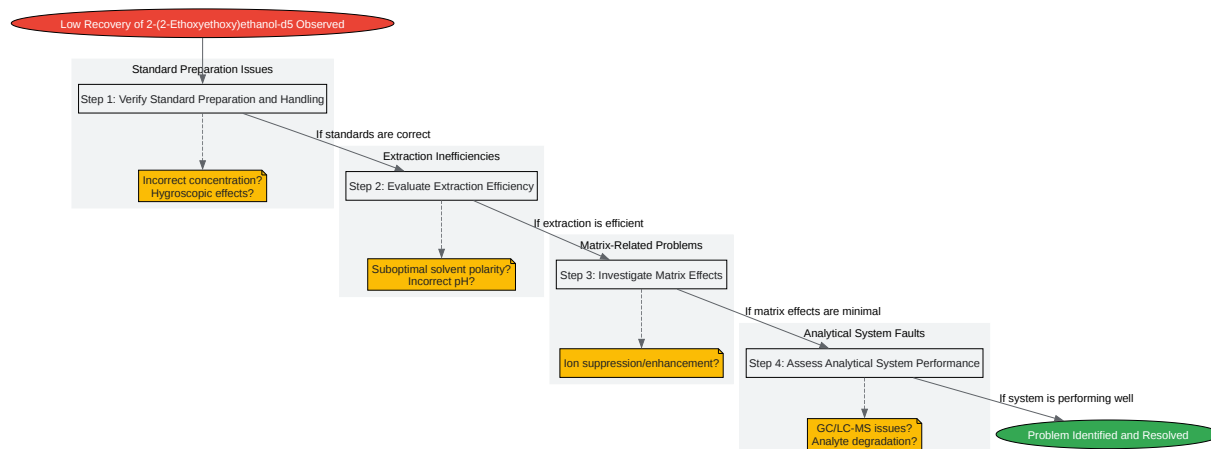 Low Recovery of 2-(2-Ethoxyethoxy)ethanol-d5 Observed
Standard Preparation Issues
Step 1: Verify Standard Preparation and Handling
If standards are correct
Incorrect concentration?
Hygroscopic effects?
Extraction Inefficiencies
Step 2: Evaluate Extraction Efficiency
If extraction is efficient
Suboptimal solvent polarity?
Incorrect pH?
Matrix-Related Problems
Step 3: Investigate Matrix Effects
If matrix effects are minimal
Ion suppression/enhancement?
Analytical System Faults
Step 4: Assess Analytical System Performance
If system is performing well
GC/LC-MS issues?
Analyte degradation?
Problem Identified and Resolved